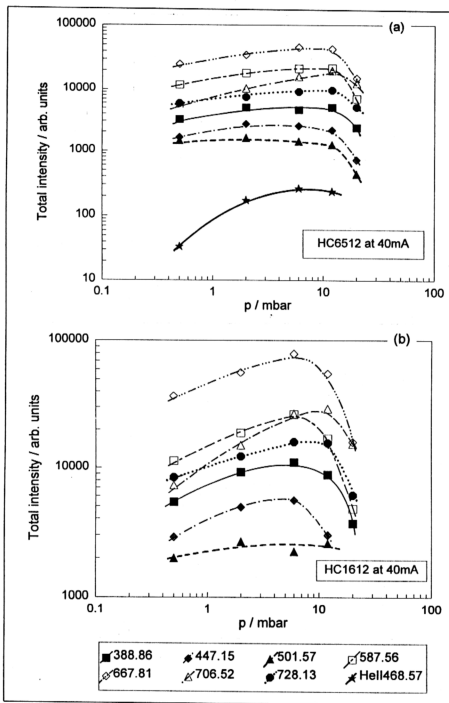 (a)
100000
10000
1000
100
10
Total intensity / arb. units
HC6512 at 40mA
0.1 1 10 100
p / mbar
(b)
100000
10000
1000
Total intensity / arb. units
HC1612 at 40mA
0.1 1 10 100
p / mbar
388.86 447.15 501.57 587.56
667.81 706.52 728.13 HeII468.57